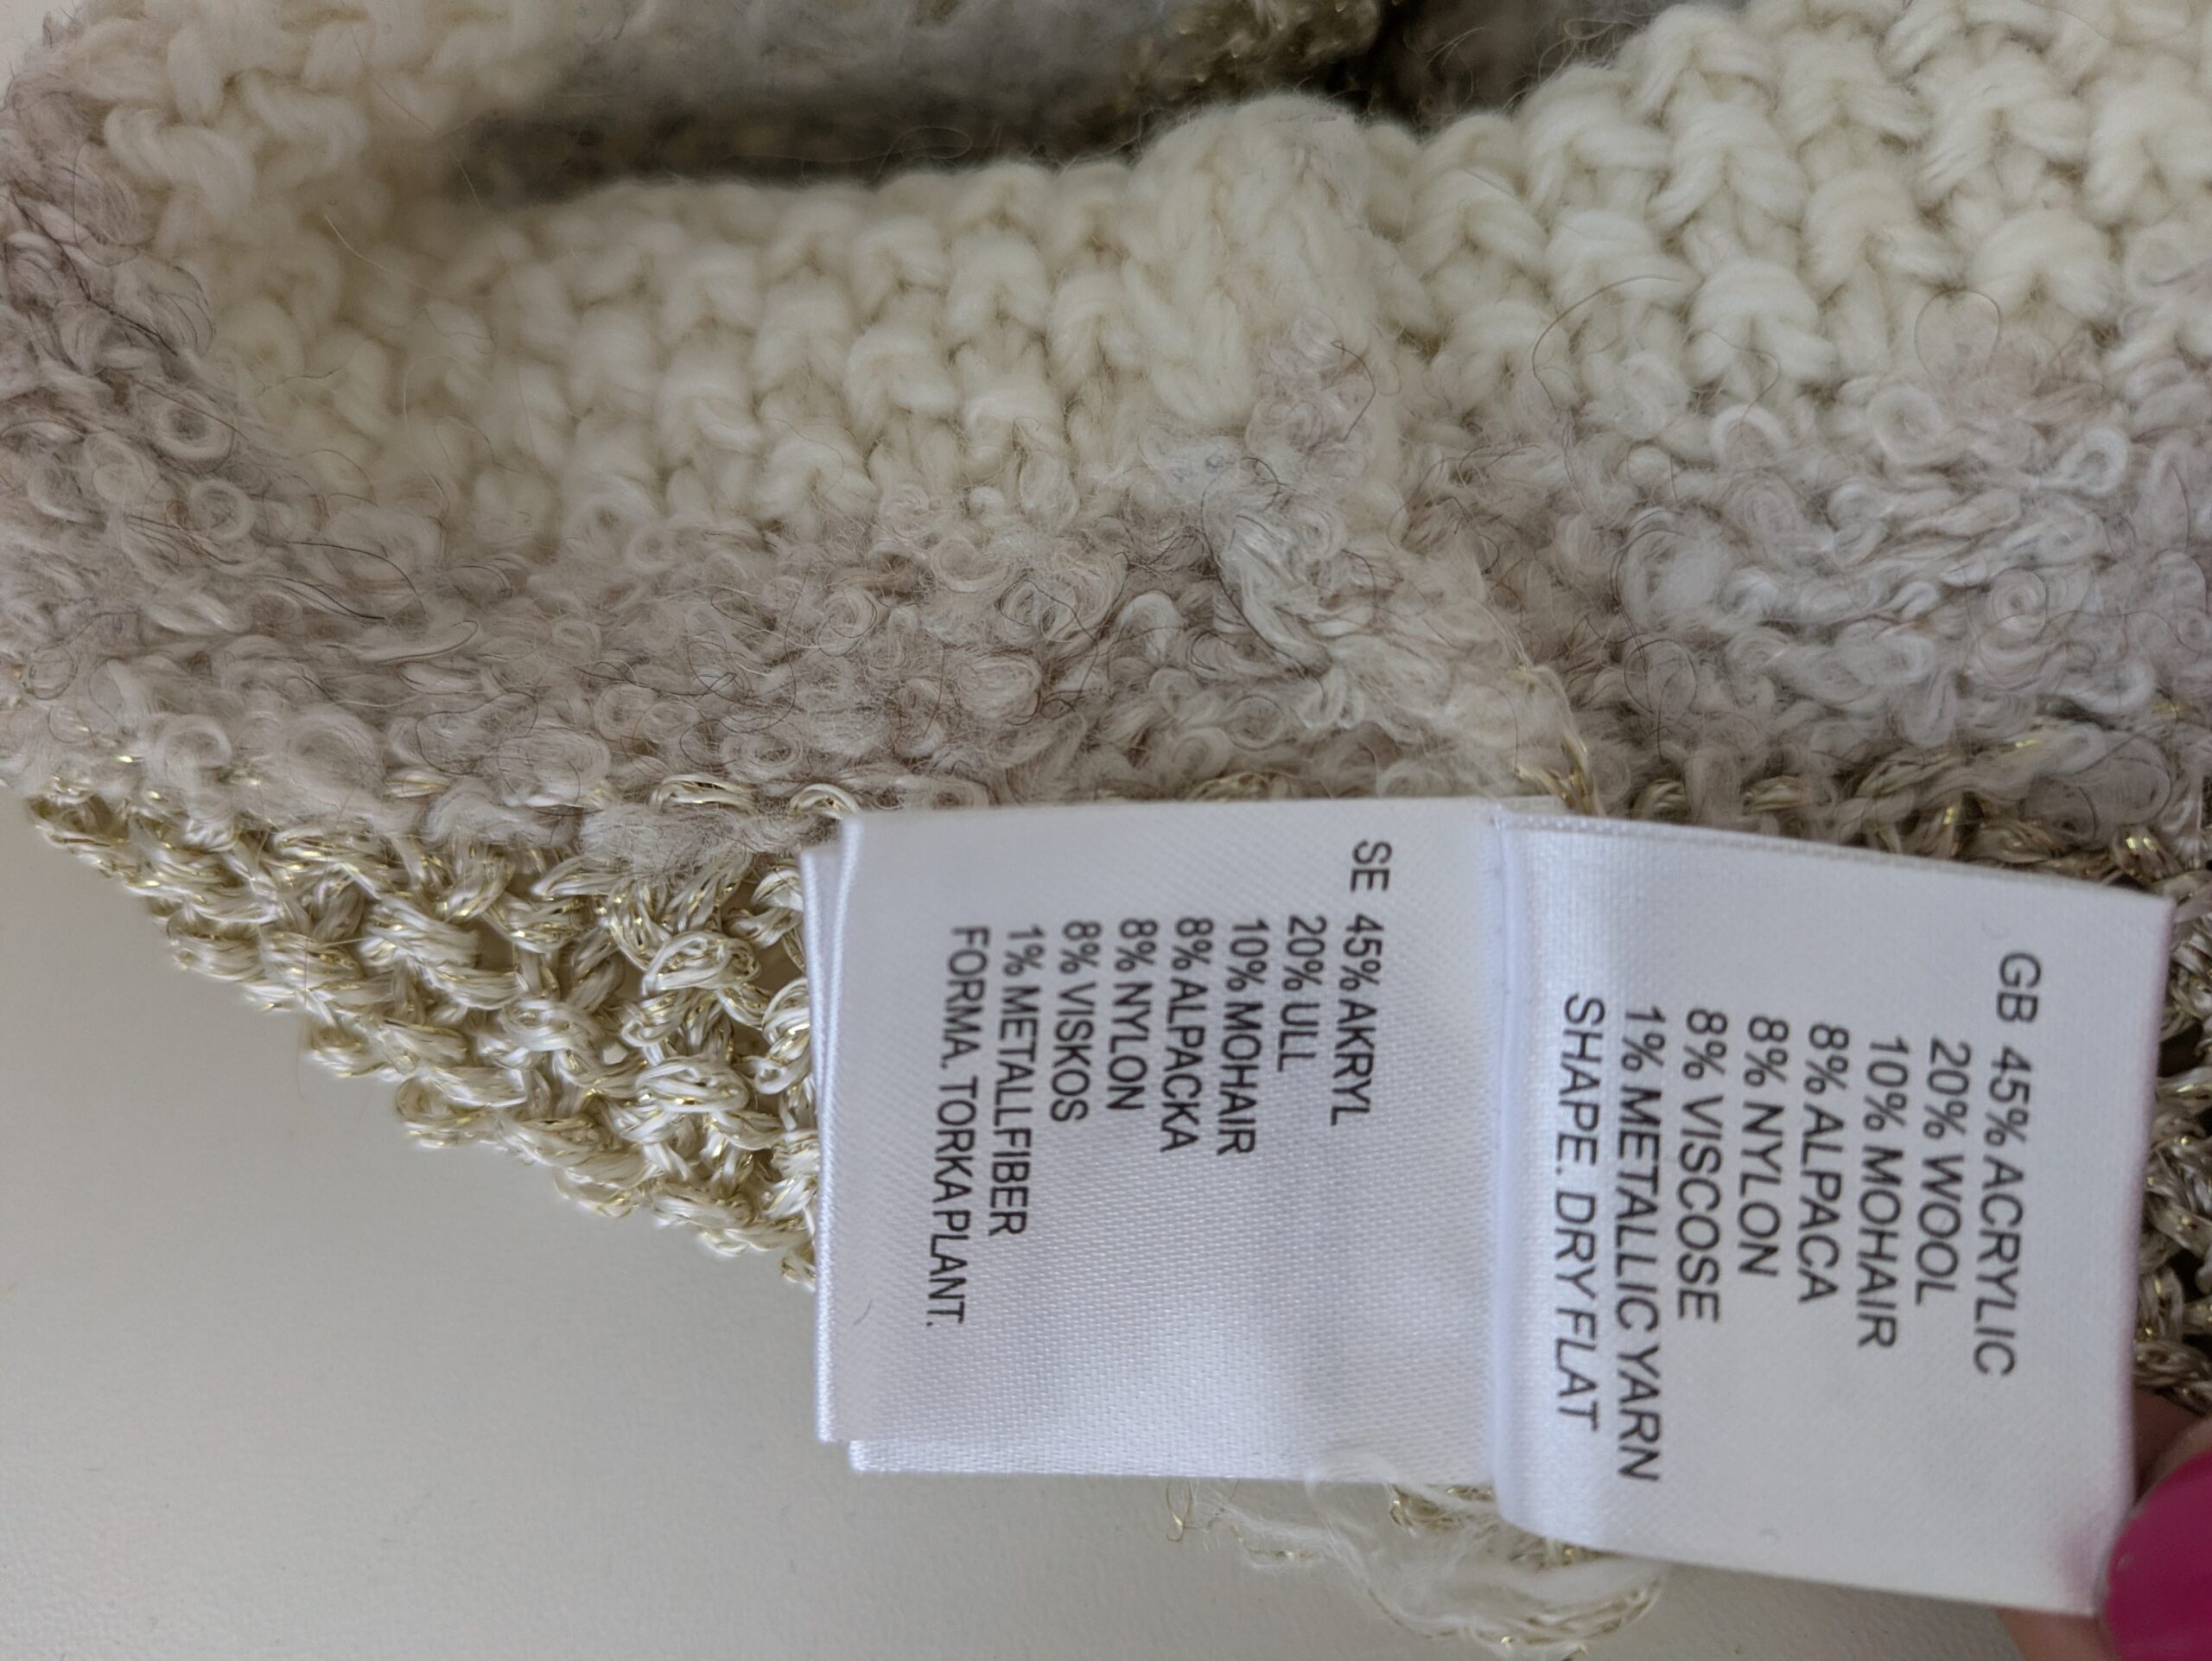 GB 45% ACRYLIC
20% WOOL
10% MOHAIR
8% ALPACA
8% NYLON
8% VISCOSE
1% METALLIC YARN
SHAPE. DRY FLAT
SE 45% AKRYL
20% ULL
10% MOHAIR
8% ALPACKA
8% NYLON
8% VISKOS
1% METALLFIBER
FORMA. TORKA PLANT.